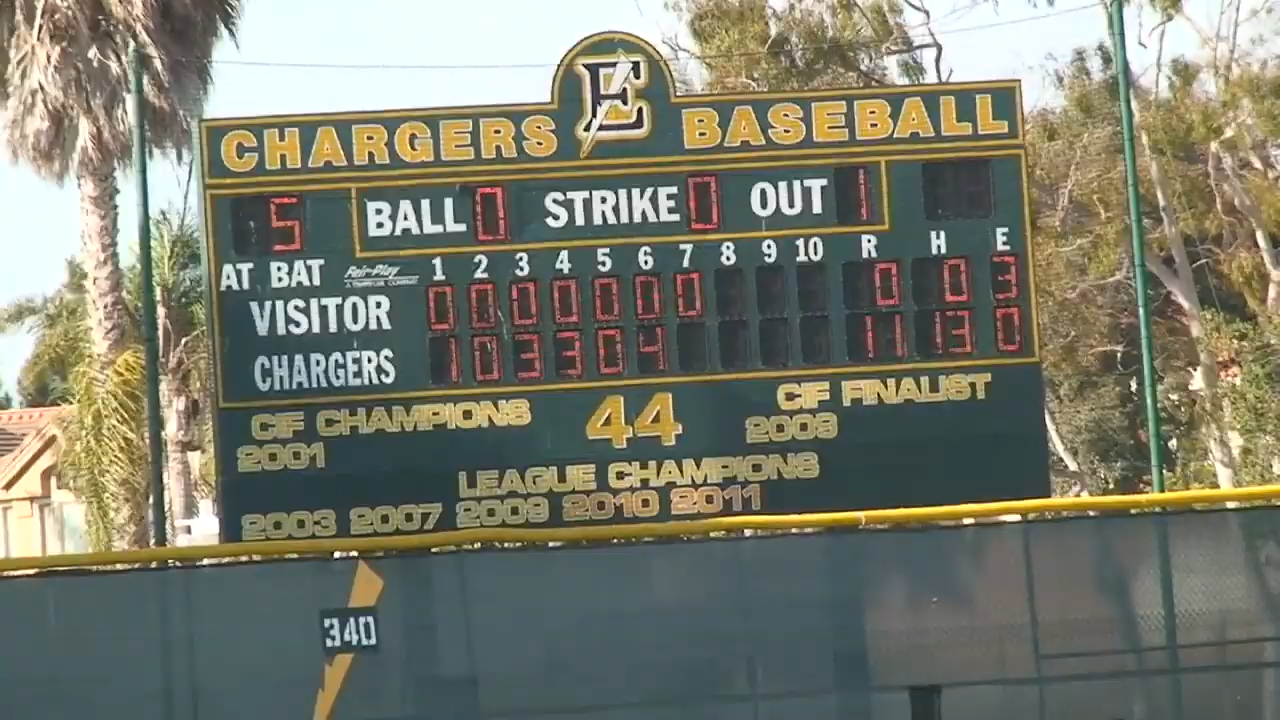 CHARGERS E BASEBALL
5 BALL 0 STRIKE 0 OUT 1
AT BAT Fair-Play 1 2 3 4 5 6 7 8 9 10 R H E
VISITOR 0 0 0 0 0 0 0 0 0 3
CHARGERS 1 0 3 3 0 4 11 13 0
CIF CHAMPIONS 44 CIF FINALIST
2001 2009
LEAGUE CHAMPIONS
2003 2007 2009 2010 2011
340